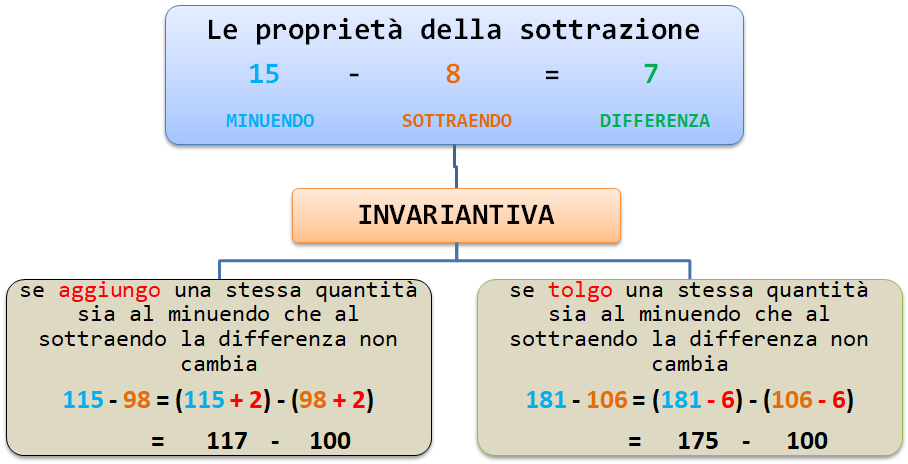 Le proprietà della sottrazione
15 - 8 = 7
MINUENDO SOTTRAENDO DIFFERENZA
INVARIANTIVA
se aggiungo una stessa quantità
sia al minuendo che al
sottraendo la differenza non
cambia
115 - 98 = (115 + 2) - (98 + 2)
= 117 - 100
se tolgo una stessa quantità
sia al minuendo che al
sottraendo la differenza non
cambia
181 - 106 = (181 - 6) - (106 - 6)
= 175 - 100